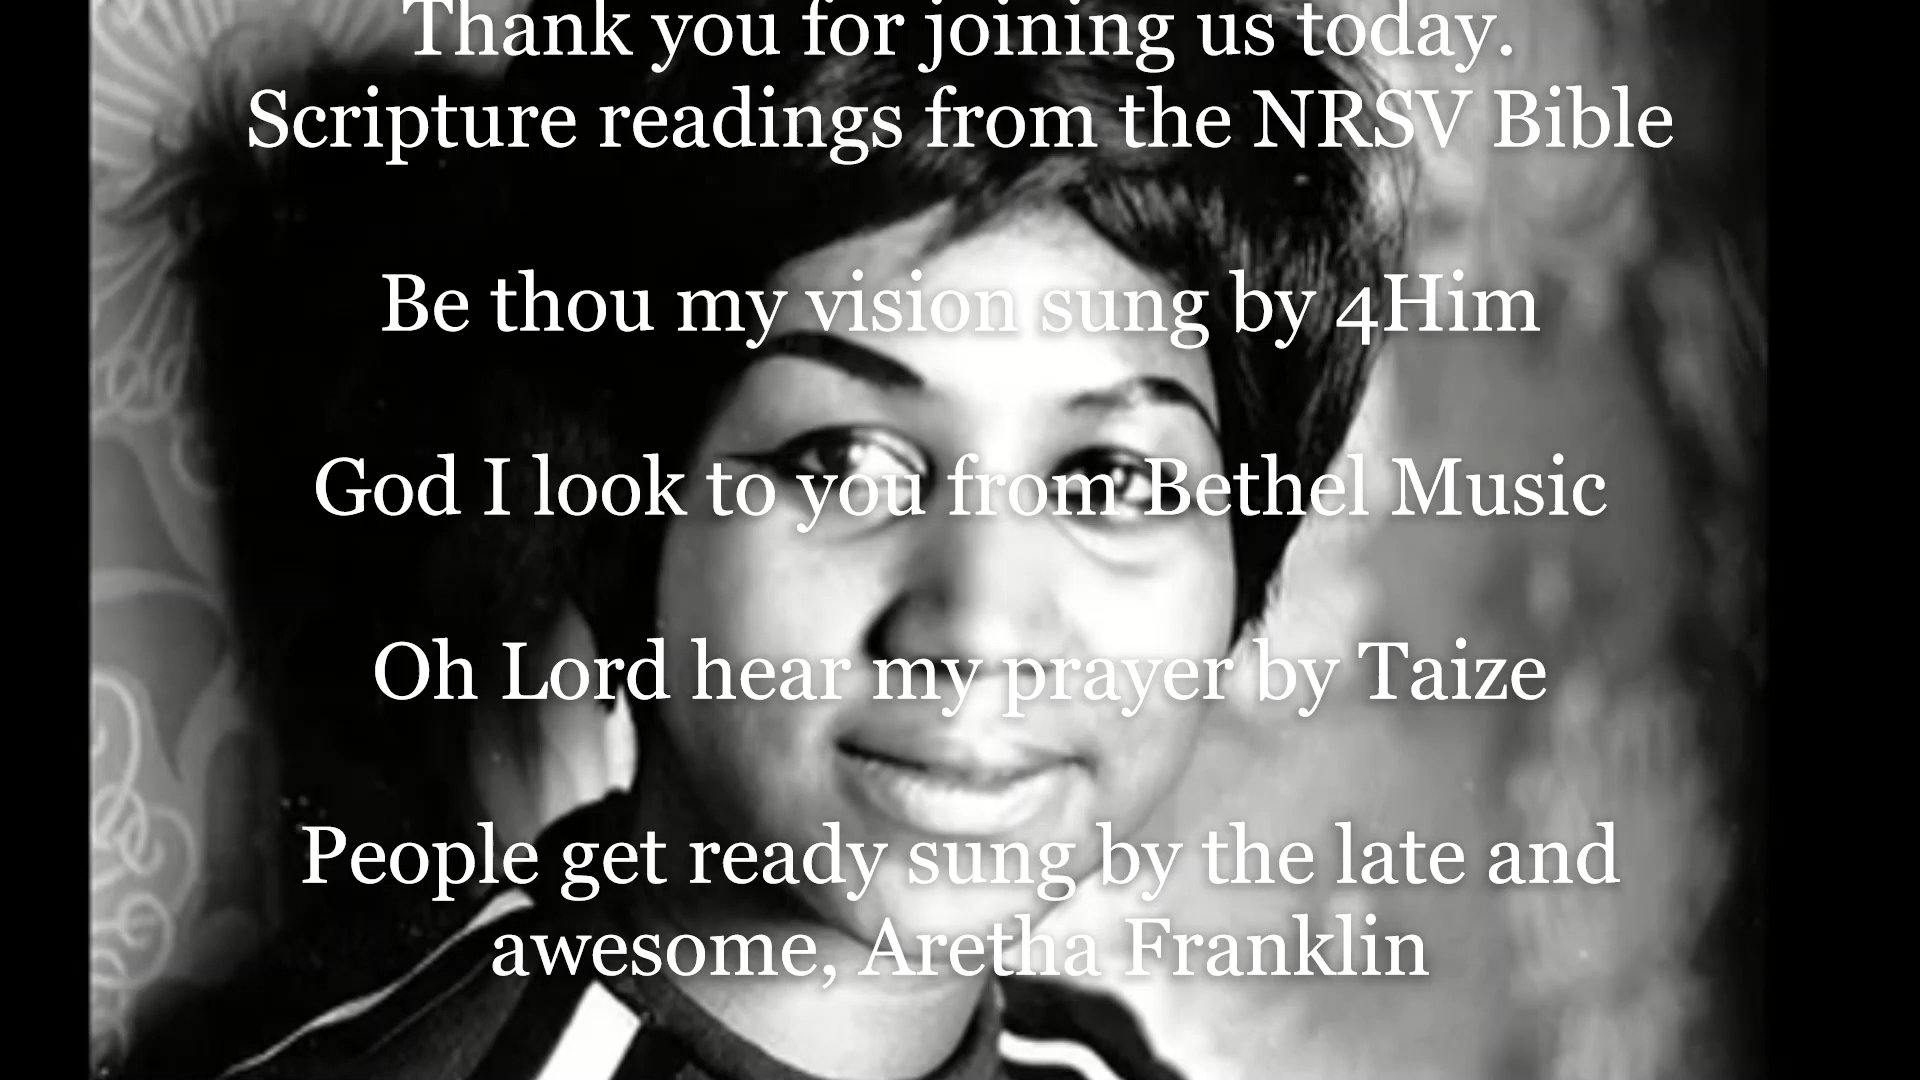 Thank you for joining us today.
Scripture readings from the NRSV Bible
Be thou my vision sung by 4Him
God I look to you from Bethel Music
Oh Lord hear my prayer by Taize
People get ready sung by the late and
awesome, Aretha Franklin